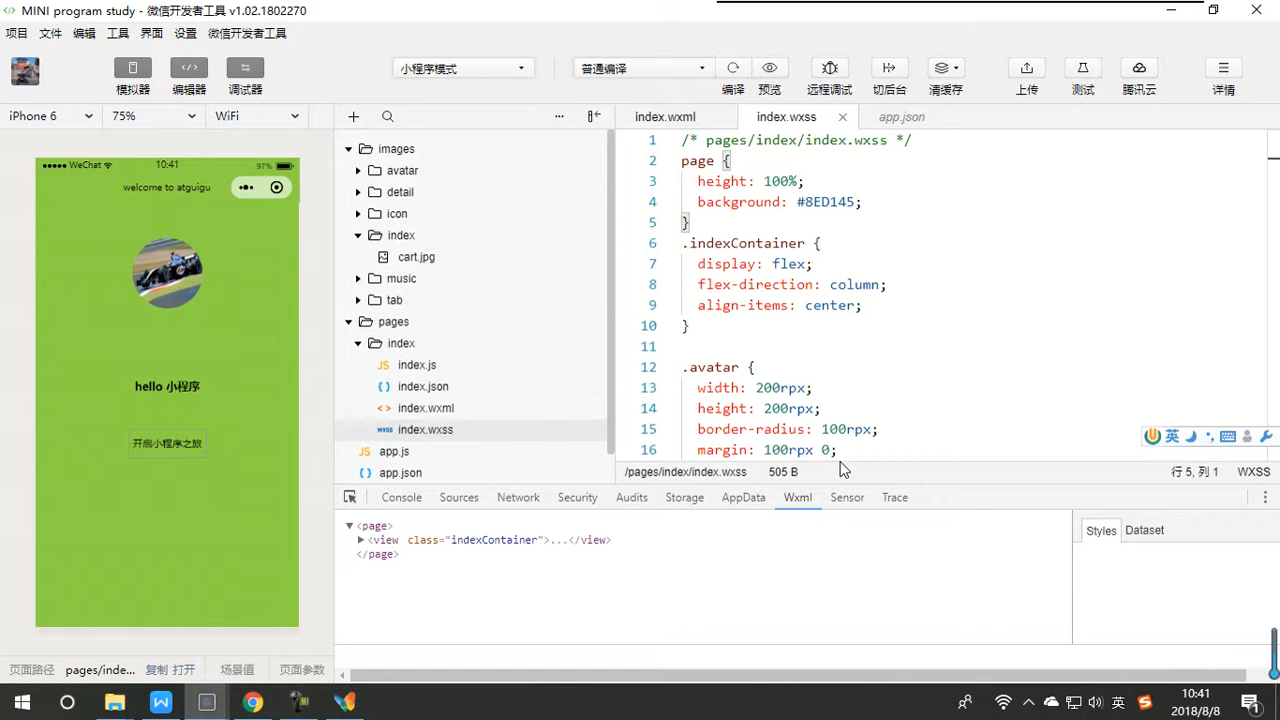 MINI program study - 微信开发者工具 v1.02.1802270
项目 文件 编辑 工具 界面 设置 微信开发者工具
模拟器 编辑器 调试器
小程序模式 普通编译
编译 预览 远程调试 切后台 清缓存
上传 测试 腾讯云 详情
iPhone 6 75% WiFi
WeChat 10:41 97%
welcome to atguigu
hello 小程序
开启小程序之旅
页面路径 pages/inde... 复制 打开 场景值 页面参数
images
avatar
detail
icon
index
cart.jpg
music
tab
pages
index
JS index.js
{ } index.json
< > index.wxml
wxss index.wxss
JS app.js
{ } app.json
index.wxml index.wxss app.json
1 /* pages/index/index.wxss */
2 page {
3 height: 100%;
4 background: #8ED145;
5 }
6 .indexContainer {
7 display: flex;
8 flex-direction: column;
9 align-items: center;
10 }
11
12 .avatar {
13 width: 200rpx;
14 height: 200rpx;
15 border-radius: 100rpx;
16 margin: 100rpx 0;
英
/pages/index/index.wxss 505 B 行 5, 列 1 WXSS
Console Sources Network Security Audits Storage AppData Wxml Sensor Trace
<page>
<view class="indexContainer">...</view>
</page>
Styles Dataset
英 10:41
2018/8/8
1